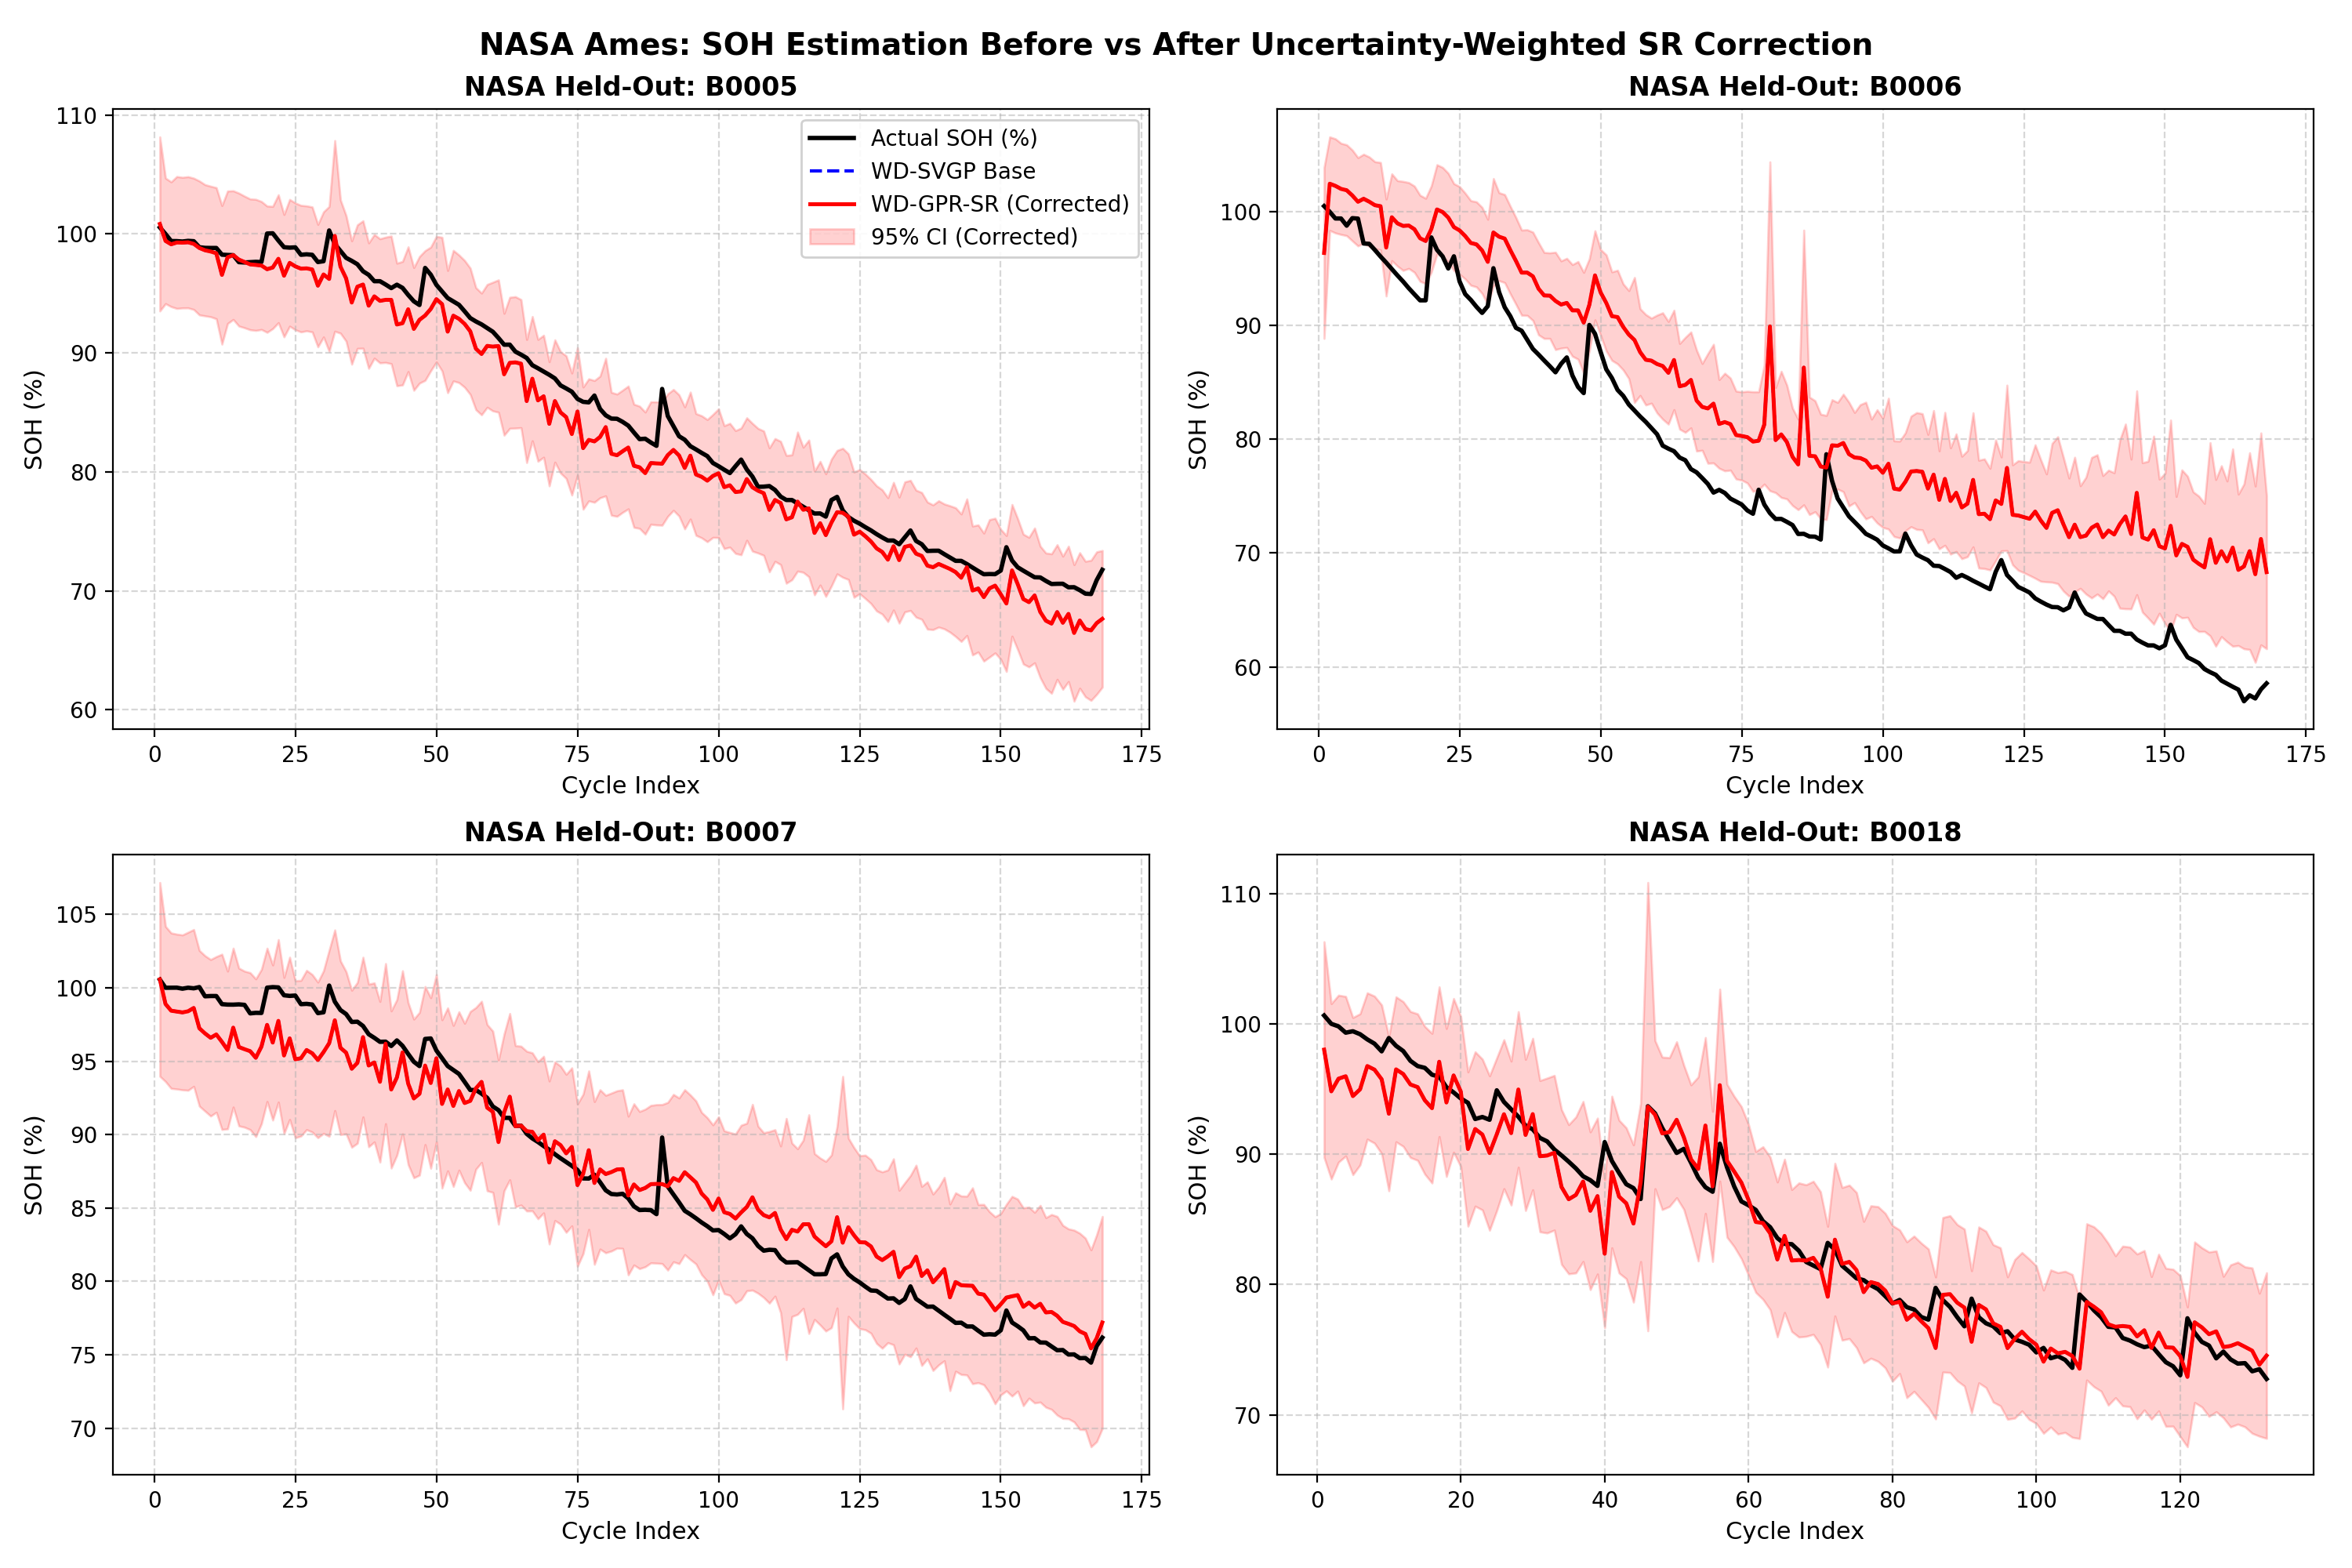 NASA Ames: SOH Estimation Before vs After Uncertainty-Weighted SR Correction
NASA Held-Out: B0005
110
100
90
80
70
60
SOH (%)
0 25 50 75 100 125 150 175
Cycle Index
Actual SOH (%)
WD-SVGP Base
WD-GPR-SR (Corrected)
95% CI (Corrected)
NASA Held-Out: B0006
100
90
80
70
60
SOH (%)
0 25 50 75 100 125 150 175
Cycle Index
NASA Held-Out: B0007
105
100
95
90
85
80
75
70
SOH (%)
0 25 50 75 100 125 150 175
Cycle Index
NASA Held-Out: B0018
110
100
90
80
70
SOH (%)
0 20 40 60 80 100 120
Cycle Index